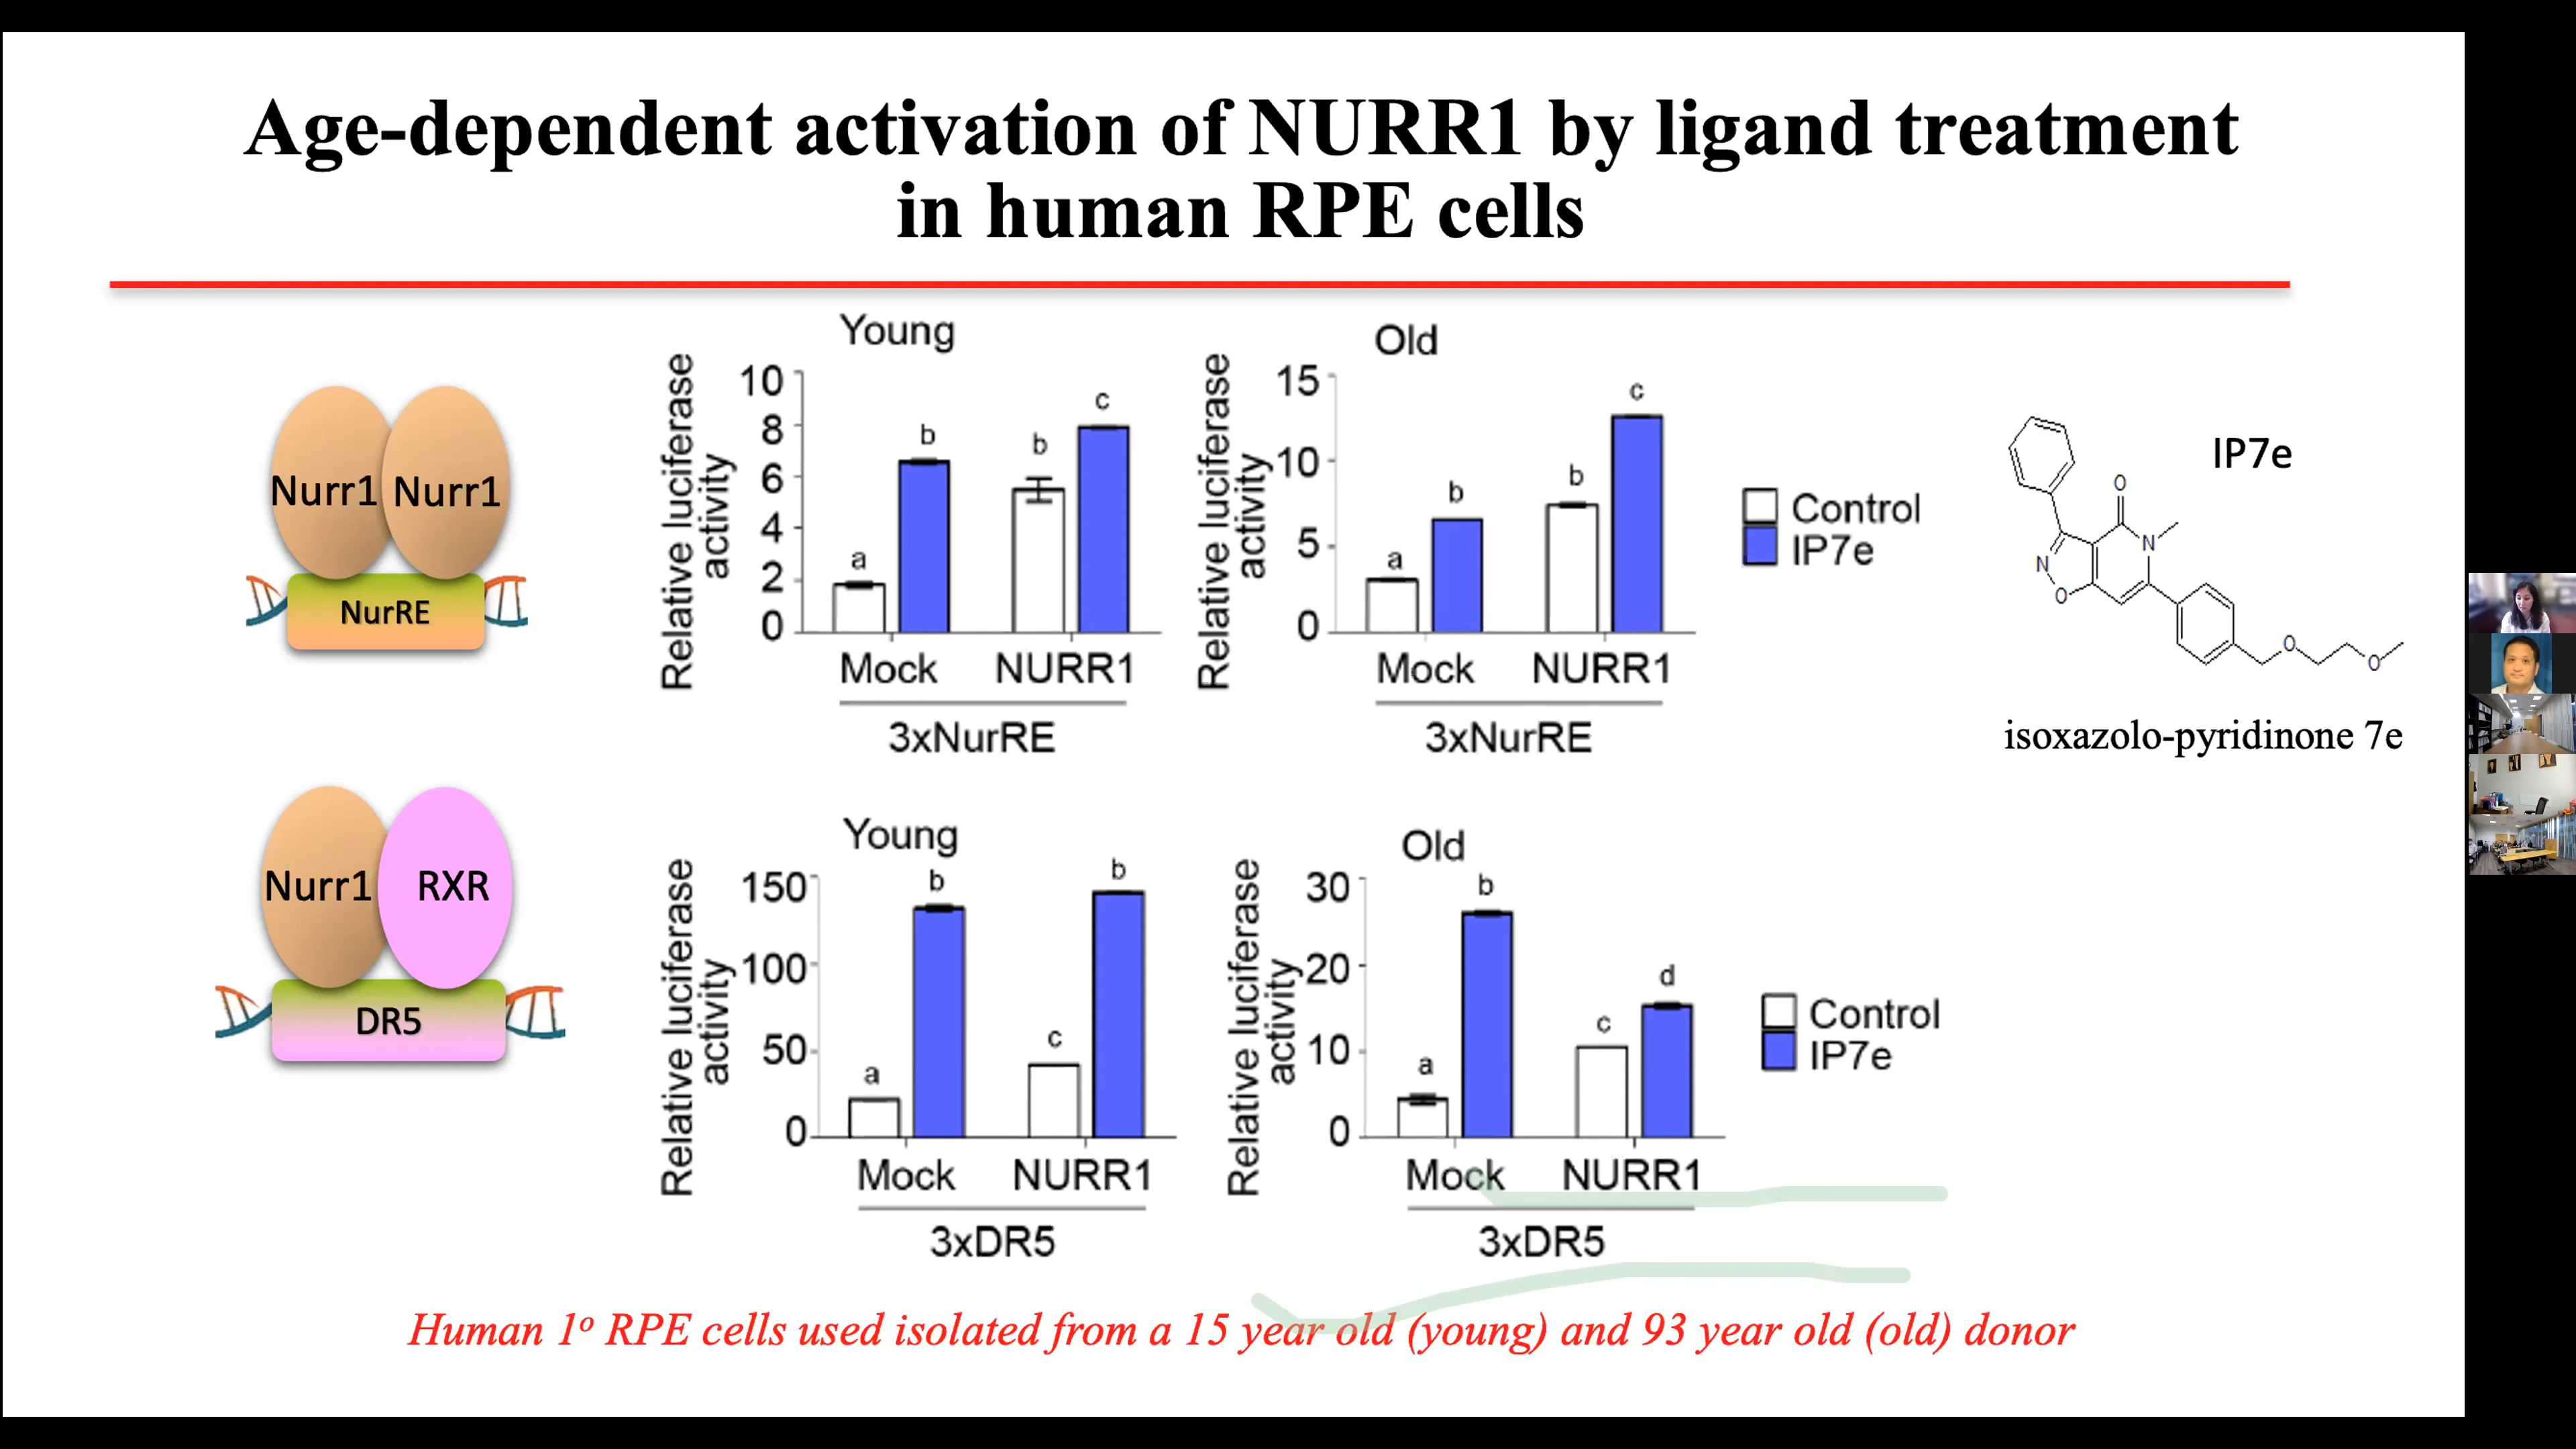 Age-dependent activation of NURR1 by ligand treatment
in human RPE cells
Nurr1 Nurr1
NurRE
Young
Relative luciferase
activity
10
8
6
4
2
0
a
b
b
c
Mock NURR1
3xNurRE
Old
Relative luciferase
activity
15
10
5
0
a
b
b
c
Mock NURR1
3xNurRE
Control
IP7e
IP7e
O
N
N
O
O
O
isoxazolo-pyridinone 7e
Nurr1 RXR
DR5
Young
Relative luciferase
activity
150
100
50
0
a
b
c
b
Mock NURR1
3xDR5
Old
Relative luciferase
activity
30
20
10
0
a
b
c
d
Mock NURR1
3xDR5
Control
IP7e
Human 1º RPE cells used isolated from a 15 year old (young) and 93 year old (old) donor